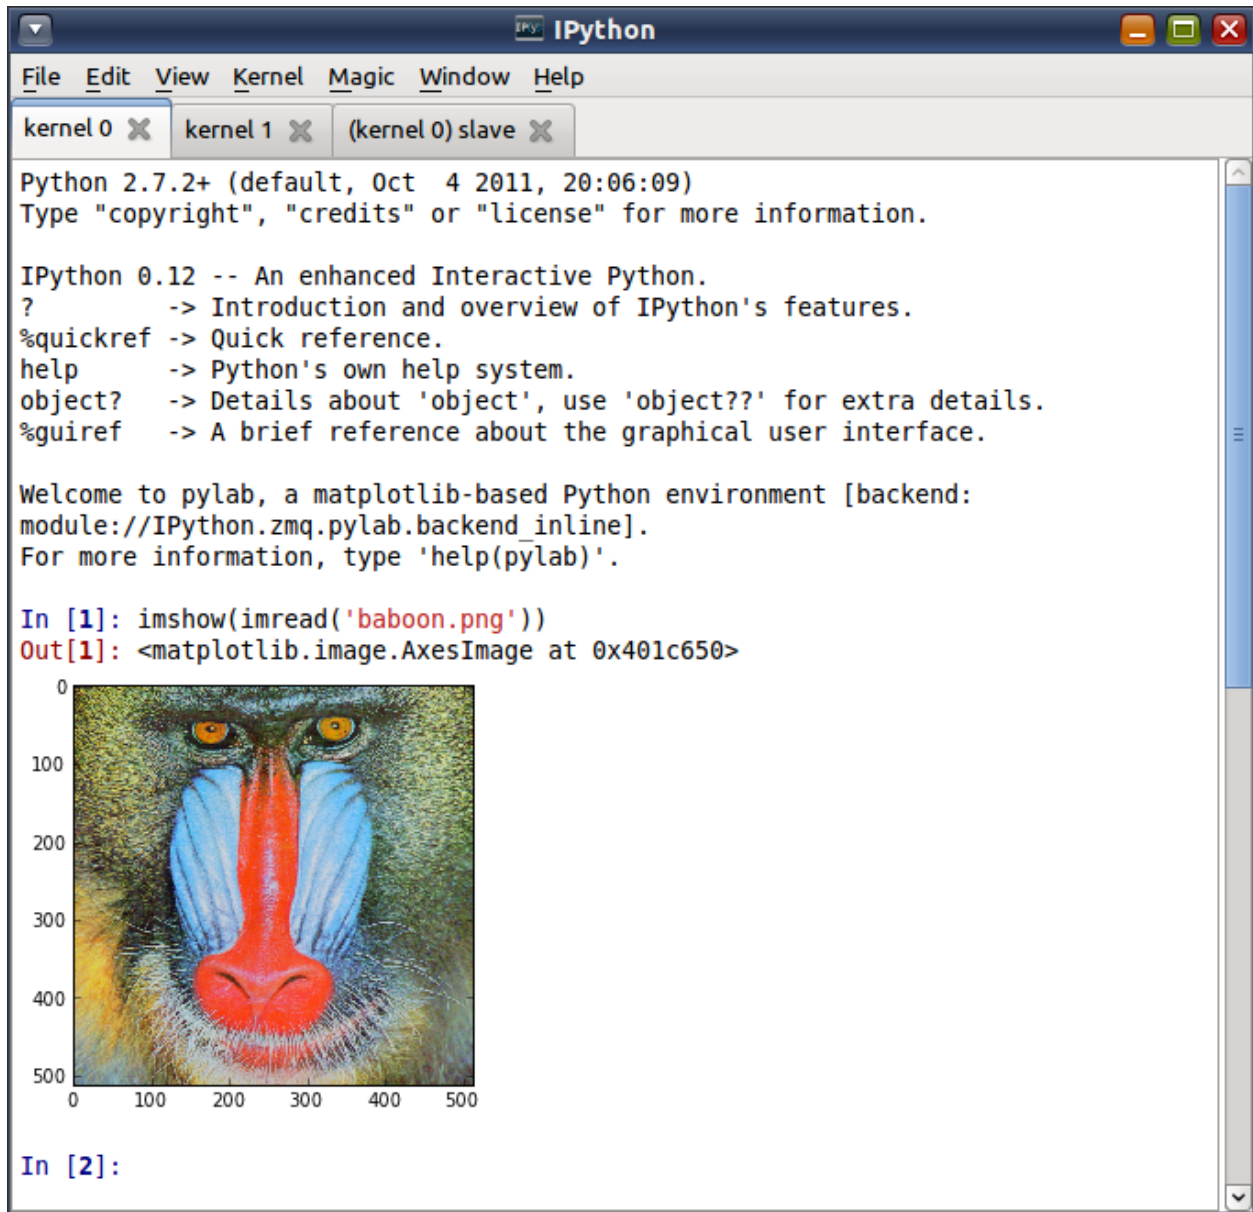 IPython
File Edit View Kernel Magic Window Help
kernel 0 kernel 1 (kernel 0) slave
Python 2.7.2+ (default, Oct  4 2011, 20:06:09)
Type "copyright", "credits" or "license" for more information.
IPython 0.12 -- An enhanced Interactive Python.
?         -> Introduction and overview of IPython's features.
%quickref -> Quick reference.
help      -> Python's own help system.
object?   -> Details about 'object', use 'object??' for extra details.
%guiref   -> A brief reference about the graphical user interface.
Welcome to pylab, a matplotlib-based Python environment [backend:
module://IPython.zmq.pylab.backend_inline].
For more information, type 'help(pylab)'.
In [1]: imshow(imread('baboon.png'))
Out[1]: <matplotlib.image.AxesImage at 0x401c650>
0
100
200
300
400
500
0 100 200 300 400 500
In [2]: